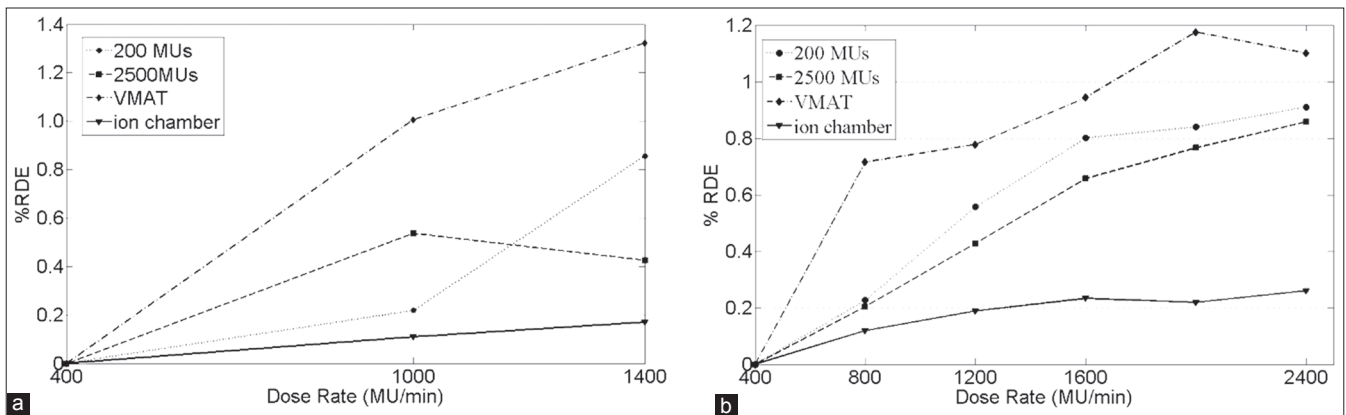 1.4
1.2
1.0
0.8
0.6
0.4
0.2
0
%RDE
200 MUs
2500MUs
VMAT
ion chamber
400
1000
1400
Dose Rate (MU/min)
a
1.2
1
0.8
0.6
0.4
0.2
0
% RDE
200 MUs
2500 MUs
VMAT
ion chamber
400
800
1200
1600
2400
Dose Rate (MU/min)
b